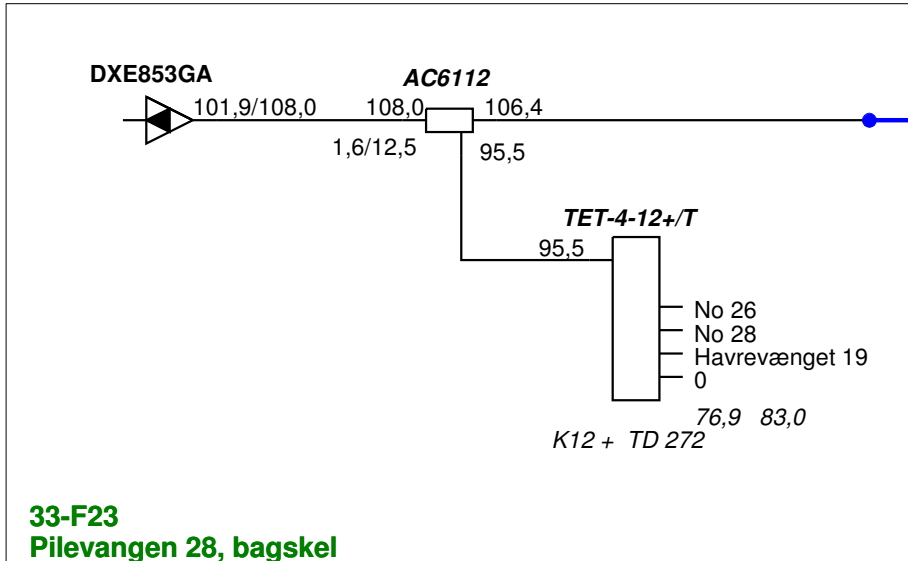 DXE853GA
AC6112
101,9/108,0
108,0
106,4
1,6/12,5
95,5
TET-4-12+/T
95,5
No 26
No 28
Havrevænget 19
0
76,9 83,0
K12 + TD 272
33-F23
Pilevangen 28, bagskel